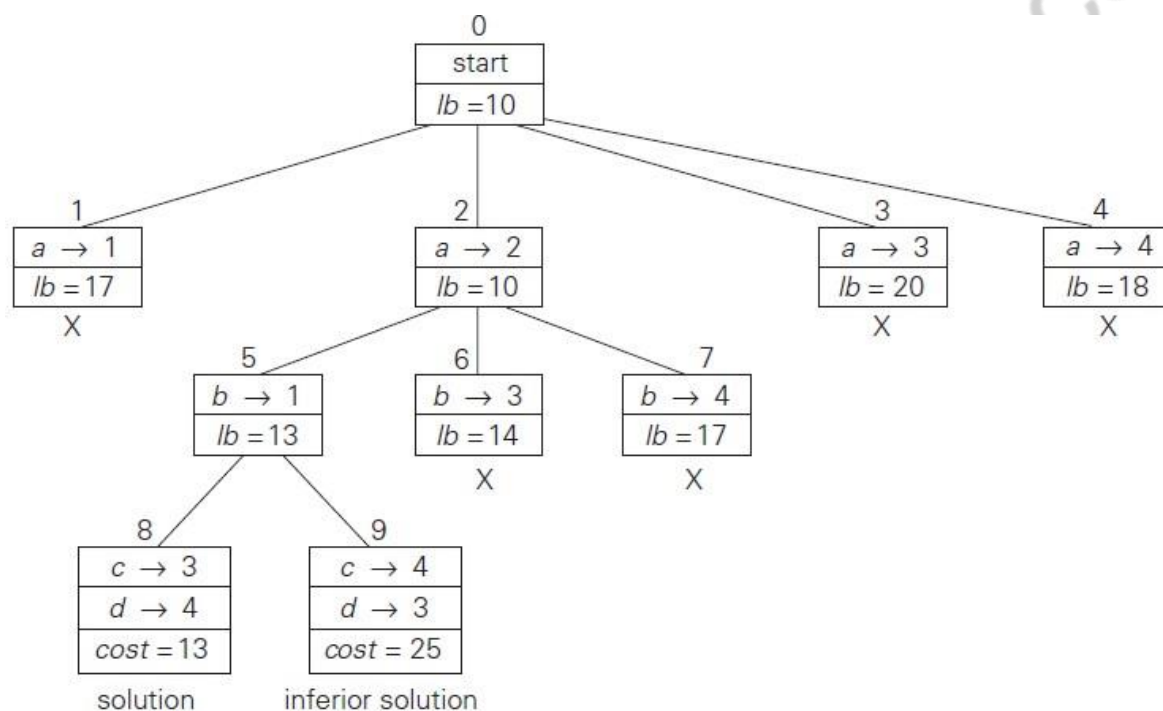 0
start
lb = 10
1
2
3
4
a → 1
a → 2
a → 3
a → 4
lb = 17
lb = 10
lb = 20
lb = 18
X
X
X
5
6
7
b → 1
b → 3
b → 4
lb = 13
lb = 14
lb = 17
X
X
8
9
c → 3
c → 4
d → 4
d → 3
cost = 13
cost = 25
solution
inferior solution